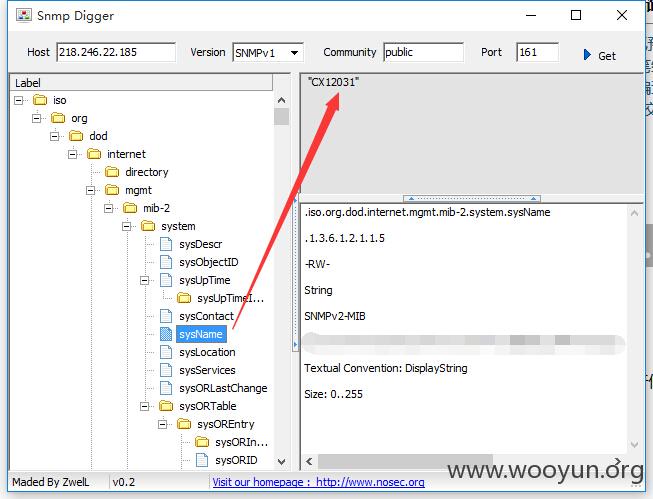 Snmp Digger
Host 218.246.22.185 Version SNMPv1 Community public Port 161 Get
Label
iso
org
dod
internet
directory
mgmt
mib-2
system
sysDescr
sysObjectID
sysUpTime
sysUpTimeI...
sysContact
sysName
sysLocation
sysServices
sysORLastChange
sysORTable
sysOREntry
sysORIn...
sysORID
"CX12031"
.iso.org.dod.internet.mgmt.mib-2.system.sysName
.1.3.6.1.2.1.1.5
-RW-
String
SNMPv2-MIB
Textual Convention: DisplayString
Size: 0..255
Maded By ZwelL v0.2 Visit our homepage : http://www.nosec.org
www.wooyun.org